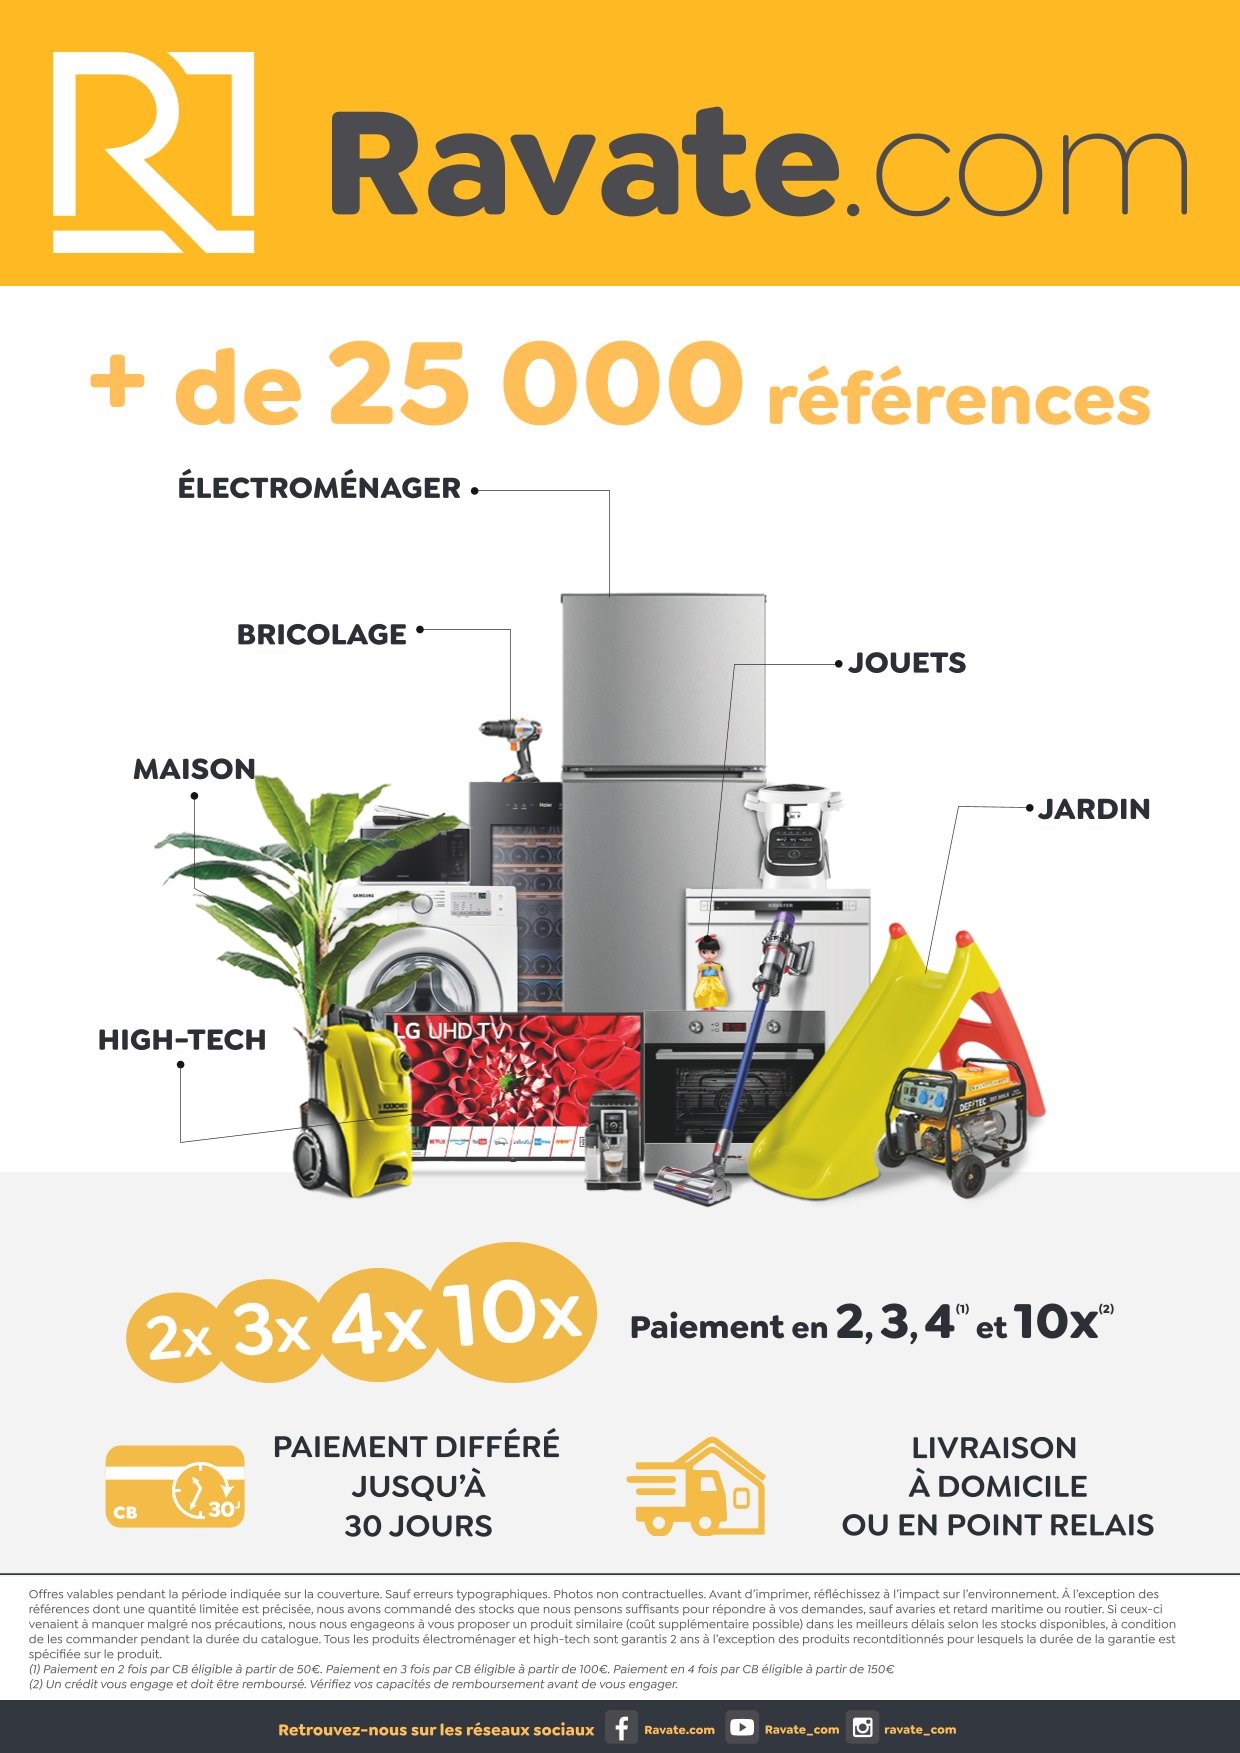 Ravate.com
+ de 25 000 références
ÉLECTROMÉNAGER
BRICOLAGE
JOUETS
MAISON
JARDIN
Haier
SAMSUNG
HIGH-TECH
LG UHD TV
DEFITEC
NETFLIX
YouTube
2x 3x 4x 10x
Paiement en 2, 3, 4(1) et 10x(2)
PAIEMENT DIFFÉRÉ
JUSQU'À
30 JOURS
CB
30J
LIVRAISON
À DOMICILE
OU EN POINT RELAIS
Offres valables pendant la période indiquée sur la couverture. Sauf erreurs typographiques. Photos non contractuelles. Avant d'imprimer, réfléchissez à l'impact sur l'environnement. À l'exception des
références dont une quantité limitée est précisée, nous avons commandé des stocks que nous pensons suffisants pour répondre à vos demandes, sauf avaries et retard maritime ou routier. Si ceux-ci
venaient à manquer malgré nos précautions, nous nous engageons à vous proposer un produit similaire (coût supplémentaire possible) dans les meilleurs délais selon les stocks disponibles, à condition
de les commander pendant la durée du catalogue. Tous les produits électroménager et high-tech sont garantis 2 ans à l'exception des produits recontditionnés pour lesquels la durée de la garantie est
spécifiée sur le produit.
(1) Paiement en 2 fois par CB éligible à partir de 50€. Paiement en 3 fois par CB éligible à partir de 100€. Paiement en 4 fois par CB éligible à partir de 150€
(2) Un crédit vous engage et doit être remboursé. Vérifiez vos capacités de remboursement avant de vous engager.
Retrouvez-nous sur les réseaux sociaux Ravate.com Ravate_com ravate_com